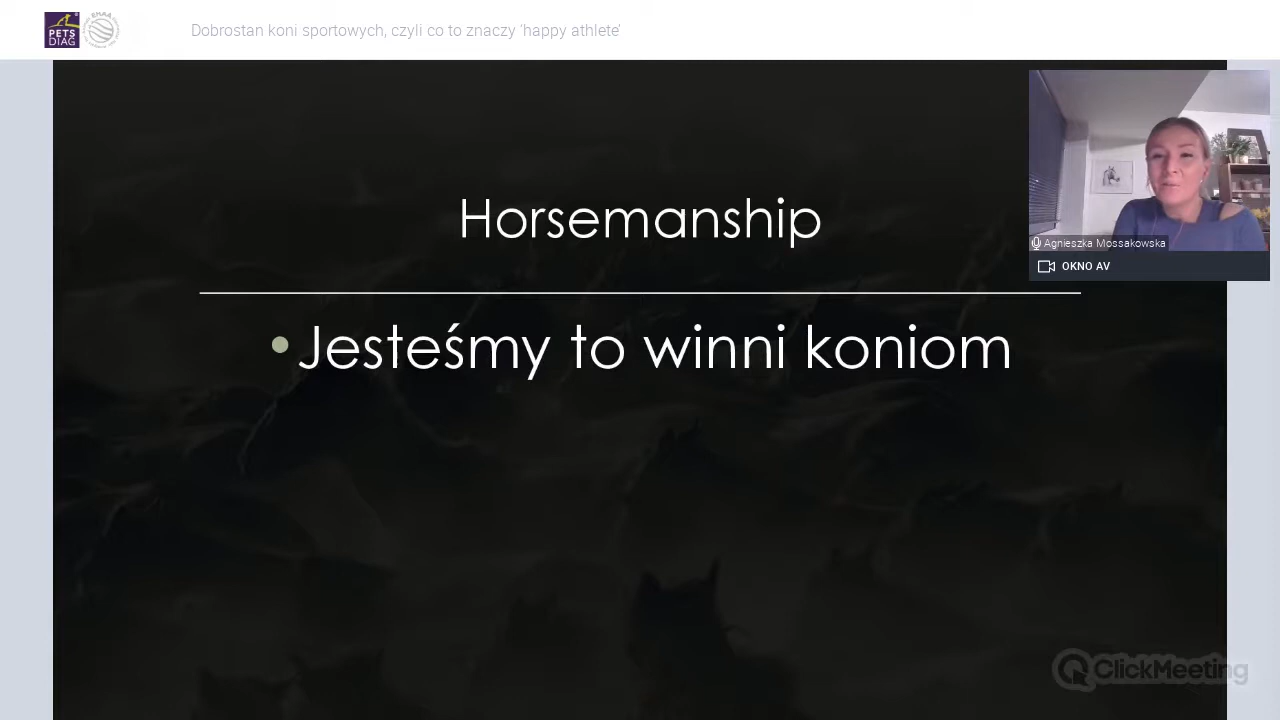 PETS
DIAG
Dobrostan koni sportowych, czyli co to znaczy 'happy athlete'
Horsemanship
Agnieszka Mossakowska
OKNO AV
• Jesteśmy to winni koniom
ClickMeeting